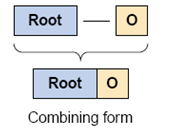 Root — O
Root O
Combining form